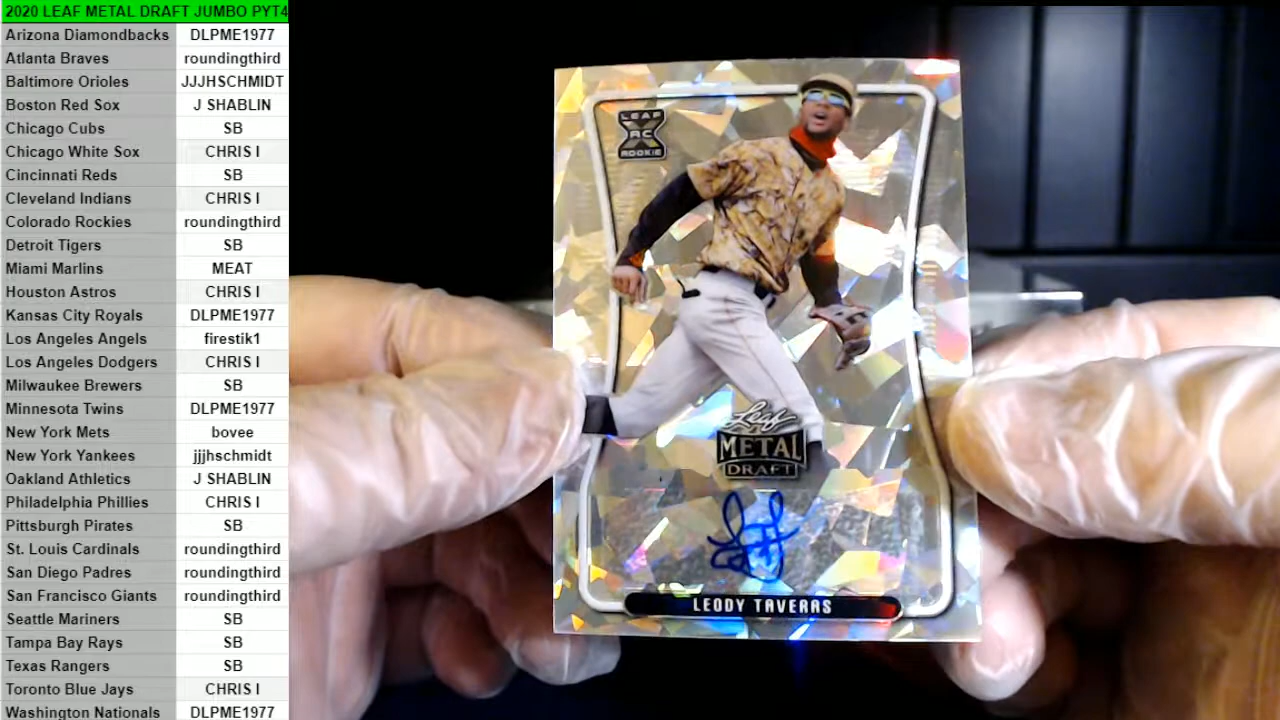 2020 LEAF METAL DRAFT JUMBO PYT4
Arizona Diamondbacks DLPME1977
Atlanta Braves roundingthird
Baltimore Orioles JJJHSCHMIDT
Boston Red Sox J SHABLIN
Chicago Cubs SB
Chicago White Sox CHRIS I
Cincinnati Reds SB
Cleveland Indians CHRIS I
Colorado Rockies roundingthird
Detroit Tigers SB
Miami Marlins MEAT
Houston Astros CHRIS I
Kansas City Royals DLPME1977
Los Angeles Angels firestik1
Los Angeles Dodgers CHRIS I
Milwaukee Brewers SB
Minnesota Twins DLPME1977
New York Mets bovee
New York Yankees jjjhschmidt
Oakland Athletics J SHABLIN
Philadelphia Phillies CHRIS I
Pittsburgh Pirates SB
St. Louis Cardinals roundingthird
San Diego Padres roundingthird
San Francisco Giants roundingthird
Seattle Mariners SB
Tampa Bay Rays SB
Texas Rangers SB
Toronto Blue Jays CHRIS I
Washington Nationals DLPME1977
LEAF
RC
ROOKIE
Leaf
METAL
DRAFT
LEODY TAVERAS